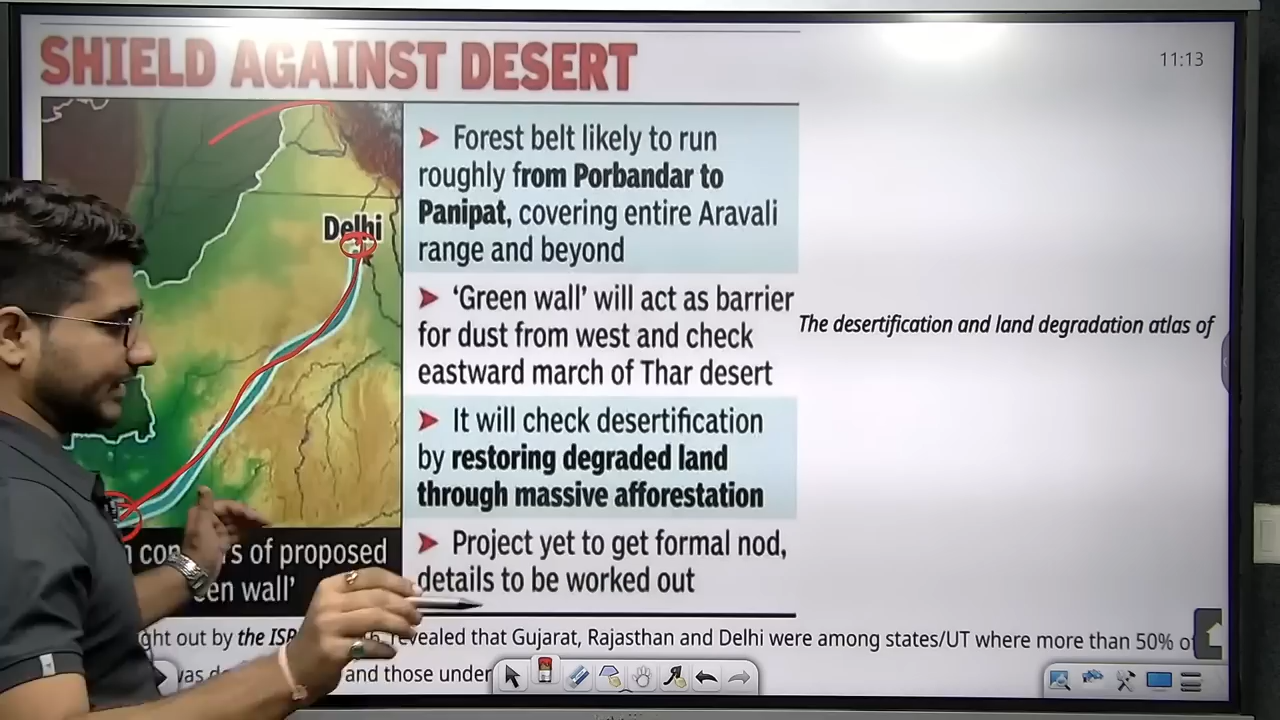 SHIELD AGAINST DESERT
11:13
Delhi
➤ Forest belt likely to run
roughly from Porbandar to
Panipat, covering entire Aravali
range and beyond
➤ ‘Green wall’ will act as barrier
for dust from west and check
eastward march of Thar desert
➤ It will check desertification
by restoring degraded land
through massive afforestation
➤ Project yet to get formal nod,
details to be worked out
of proposed
wall’
The desertification and land degradation atlas of
out by the revealed that Gujarat, Rajasthan and Delhi were among states/UT where more than 50% of
and those under